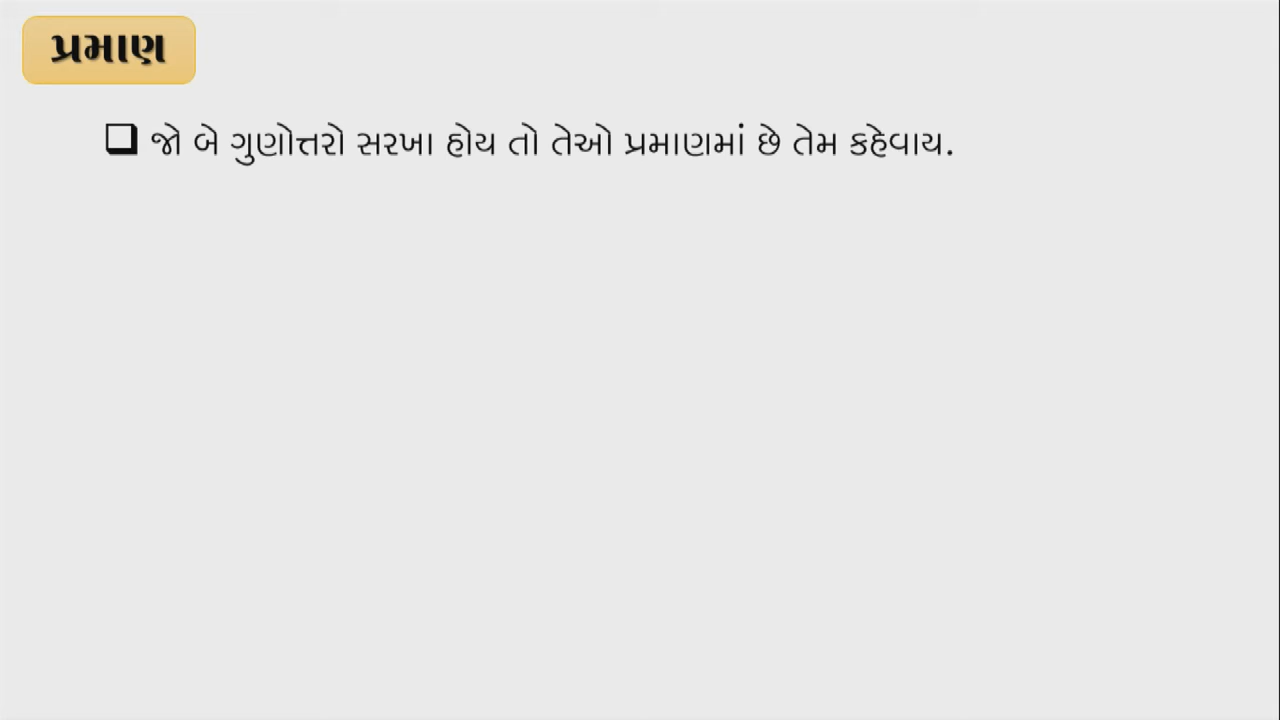 પ્રમાણ
જો બે ગુણોત્તરો સરખા હોય તો તેઓ પ્રમાણમાં છે તેમ કહેવાય.